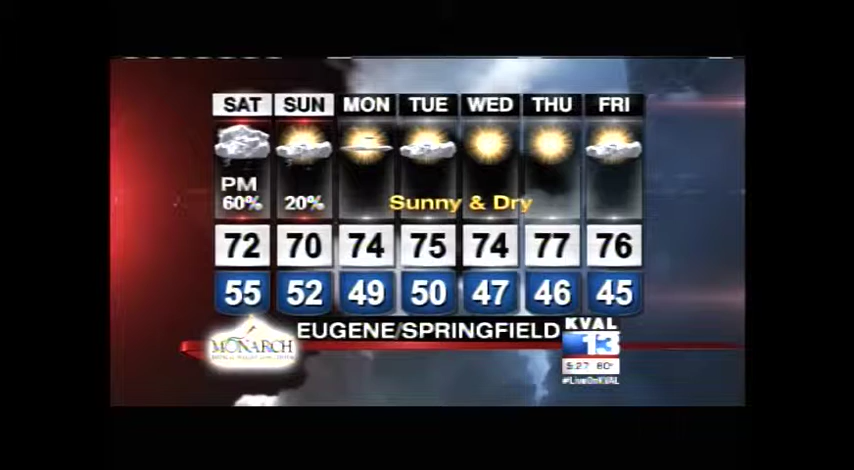 SAT SUN MON TUE WED THU FRI
PM
60% 20% Sunny & Dry
72 70 74 75 74 77 76
55 52 49 50 47 46 45
EUGENE/SPRINGFIELD
KVAL
13
MONARCH
5:27 80°
#LiveOnKVAL